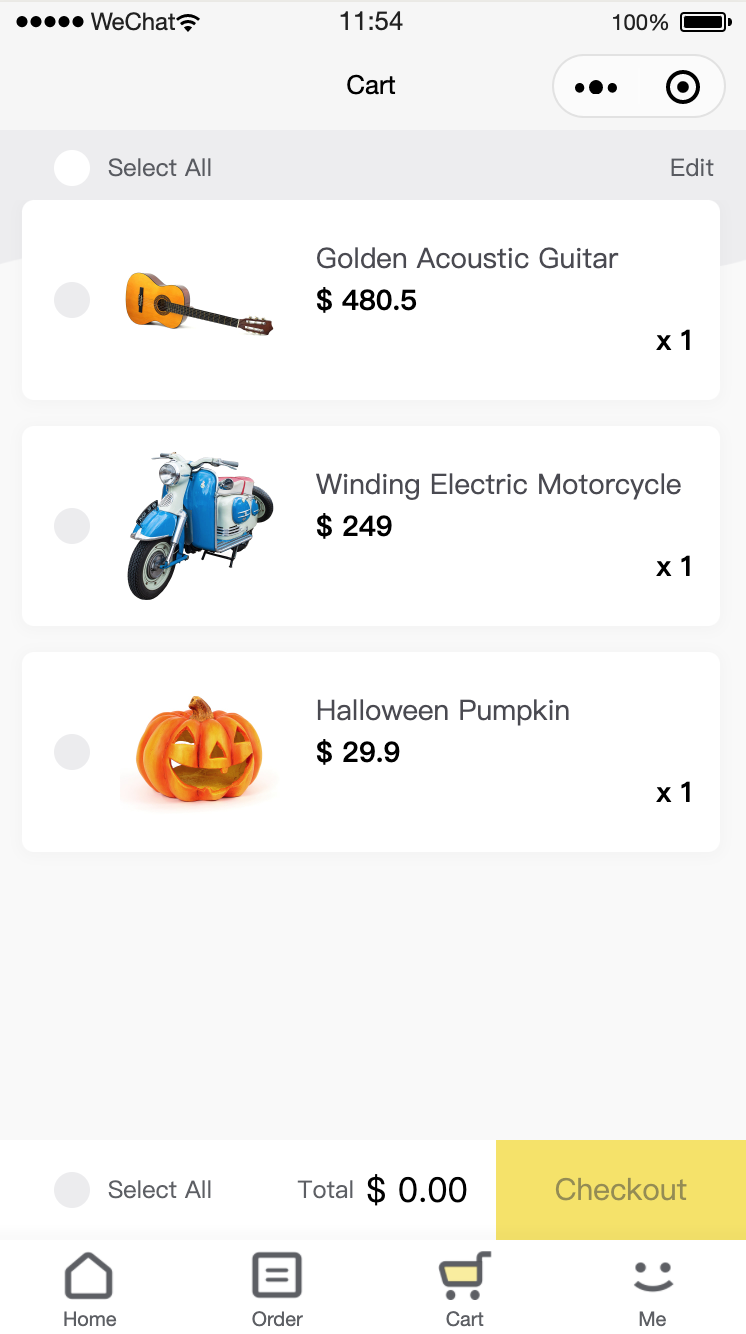 ●●●●● WeChat 11:54 100%
Cart
Select All Edit
Golden Acoustic Guitar
$ 480.5
x 1
Winding Electric Motorcycle
$ 249
x 1
Halloween Pumpkin
$ 29.9
x 1
Select All Total $ 0.00 Checkout
Home Order Cart Me